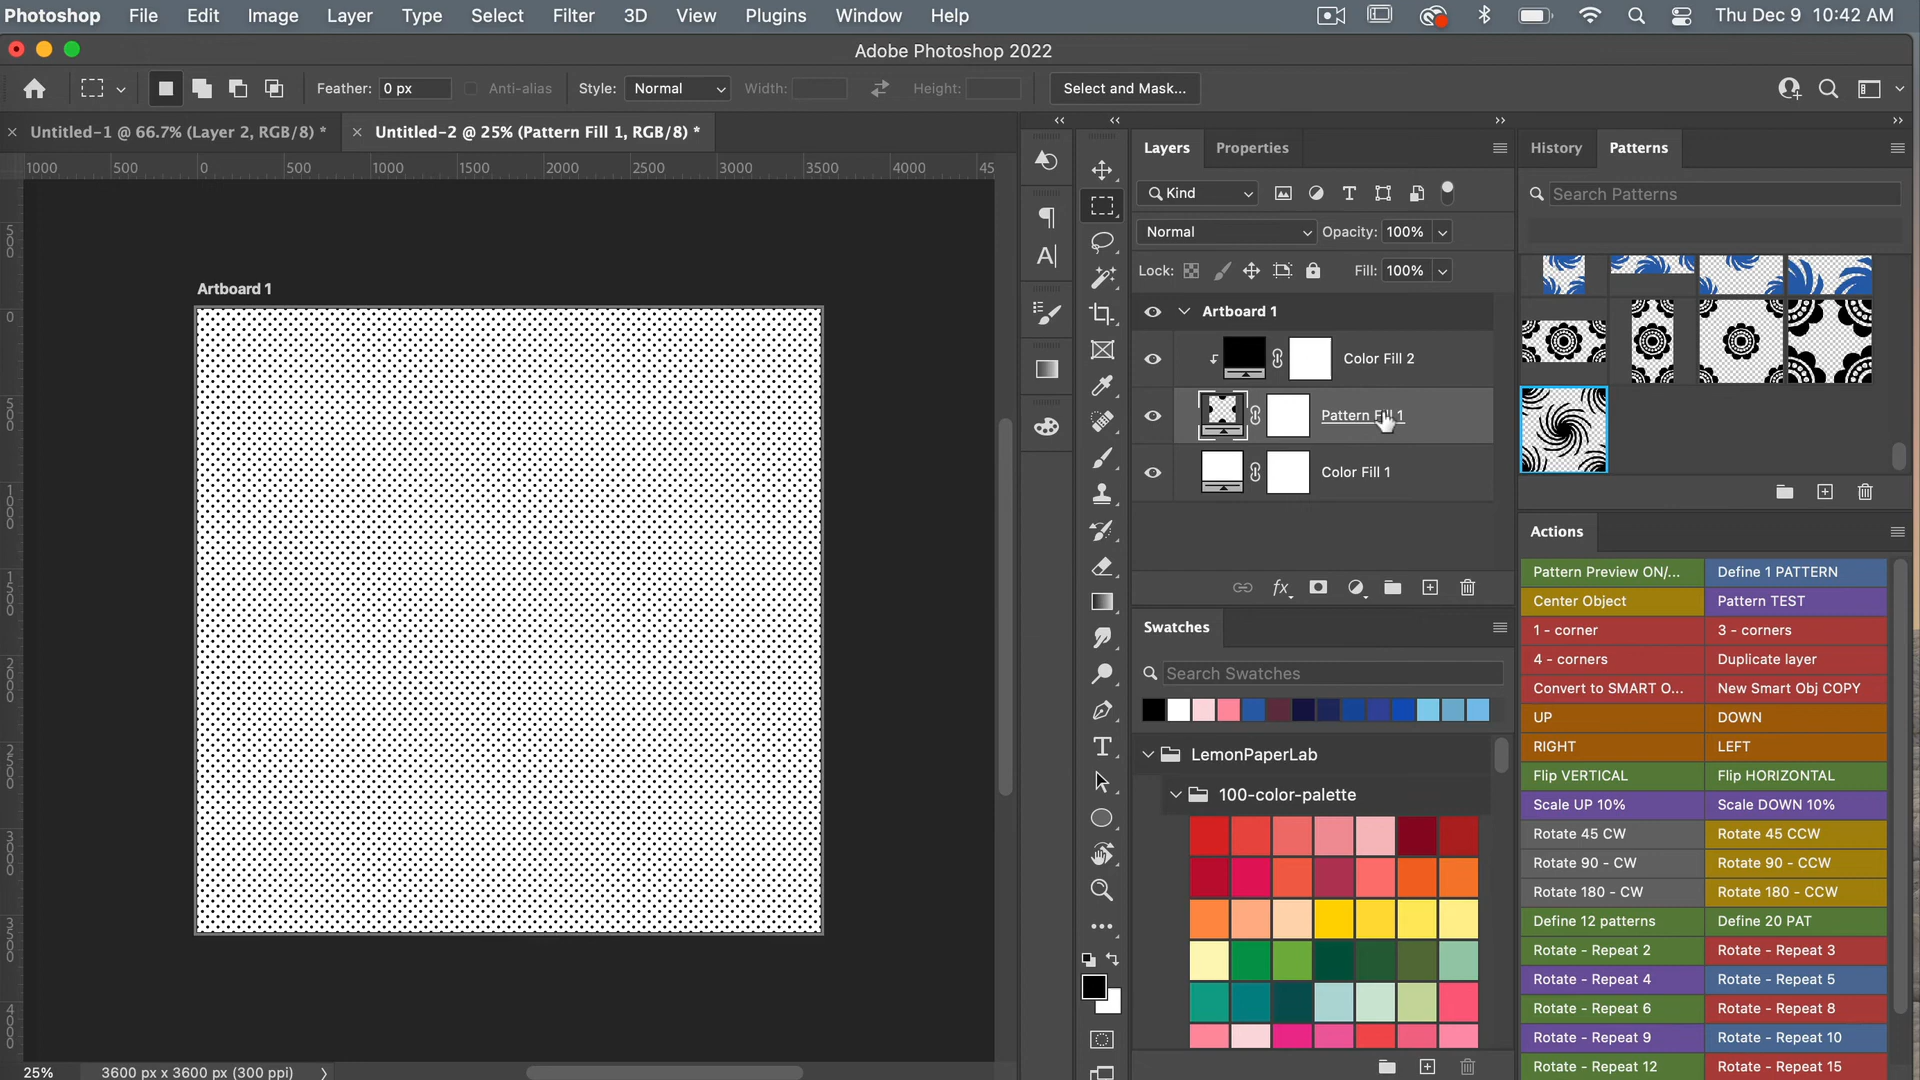 Photoshop File Edit Image Layer Type Select Filter 3D View Plugins Window Help Thu Dec 9 10:42 AM
Adobe Photoshop 2022
Feather: 0 px Anti-alias Style: Normal Width: Height: Select and Mask...
Untitled-1 @ 66.7% (Layer 2, RGB/8) * Untitled-2 @ 25% (Pattern Fill 1, RGB/8) *
1000 500 0 500 1000 1500 2000 2500 3000 3500 4000 45
Layers Properties
History Patterns
Kind
Search Patterns
Normal Opacity: 100%
Lock: Fill: 100%
Artboard 1
Artboard 1
Color Fill 2
Pattern Fill 1
Color Fill 1
Actions
Pattern Preview ON/... Define 1 PATTERN
Center Object Pattern TEST
1 - corner 3 - corners
4 - corners Duplicate layer
Convert to SMART O... New Smart Obj COPY
UP DOWN
RIGHT LEFT
Flip VERTICAL Flip HORIZONTAL
Scale UP 10% Scale DOWN 10%
Rotate 45 CW Rotate 45 CCW
Rotate 90 - CW Rotate 90 - CCW
Rotate 180 - CW Rotate 180 - CCW
Define 12 patterns Define 20 PAT
Rotate - Repeat 2 Rotate - Repeat 3
Rotate - Repeat 4 Rotate - Repeat 5
Rotate - Repeat 6 Rotate - Repeat 8
Rotate - Repeat 9 Rotate - Repeat 10
Rotate - Repeat 12 Rotate - Repeat 15
Swatches
Search Swatches
LemonPaperLab
100-color-palette
500
0
500
1000
1500
2000
2500
3000
3500
4000
25% 3600 px x 3600 px (300 ppi)